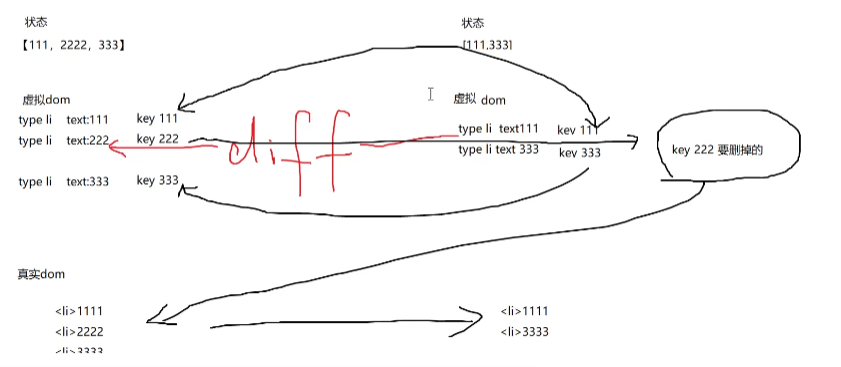 状态
【111，2222，333】
虚拟dom
type li text:111 key 111
type li text:222 key 222
type li text:333 key 333
diff
状态
[111,333]
虚拟 dom
type li text111 key 111
type li text 333 key 333
key 222 要删掉的
真实dom
<li>1111
<li>2222
<li>3333
<li>1111
<li>3333